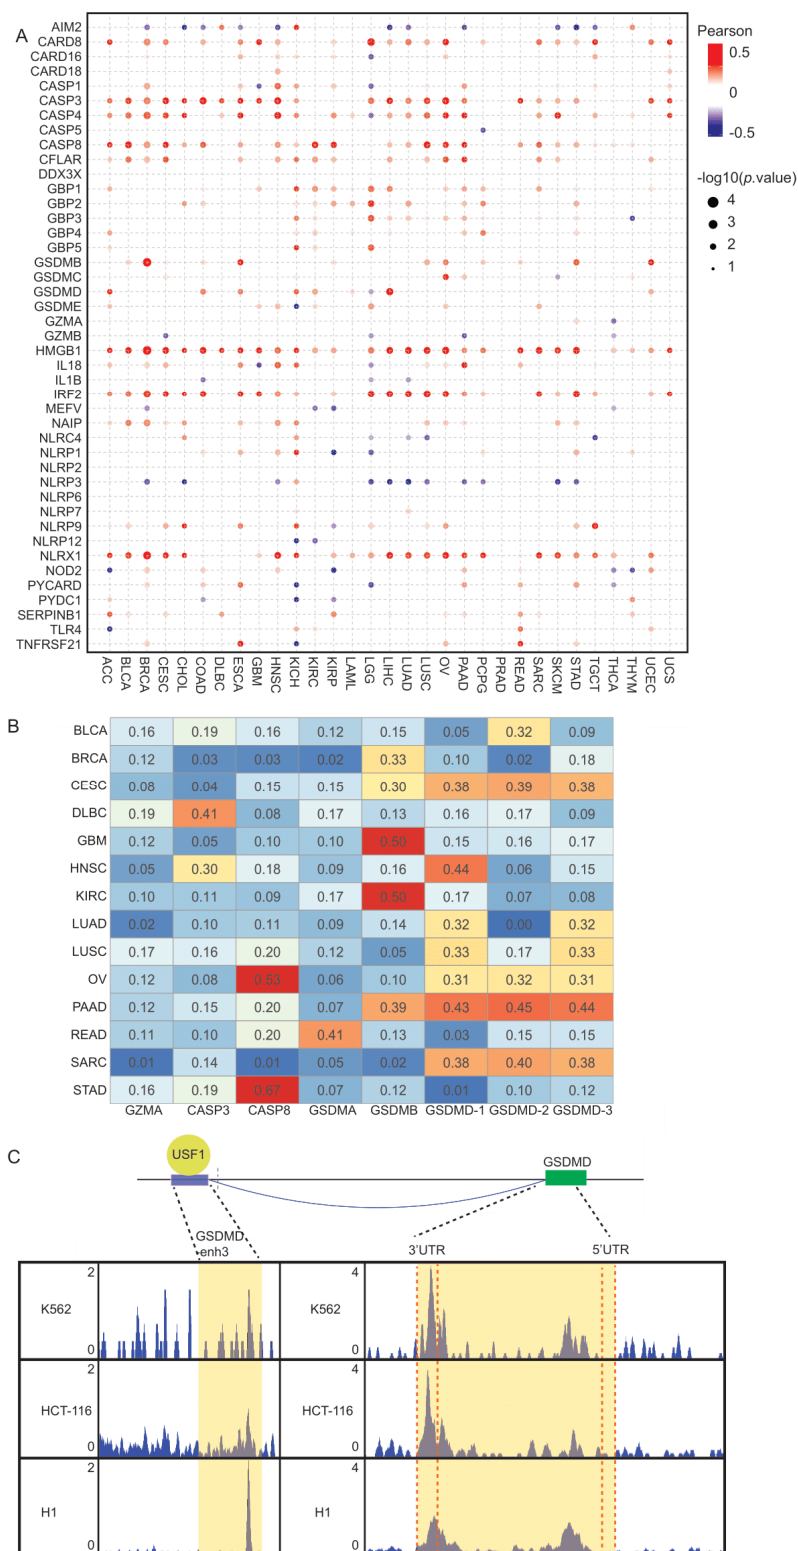 A
AIM2
CARD8
CARD16
CARD18
CASP1
CASP3
CASP4
CASP5
CASP8
CFLAR
DDX3X
GBP1
GBP2
GBP3
GBP4
GBP5
GSDMB
GSDMC
GSDMD
GSDME
GZMA
GZMB
HMGB1
IL18
IL1B
IRF2
MEFV
NAIP
NLRC4
NLRP1
NLRP2
NLRP3
NLRP6
NLRP7
NLRP9
NLRP12
NLRX1
NOD2
PYCARD
PYDC1
SERPINB1
TLR4
TNFRSF21
ACC BLCA BRCA CESC CHOL COAD DLBC ESCA GBM HNSC KICH KIRC KIRP LAML LGG LIHC LUAD LUSC OV PAAD PCPG PRAD READ SARC SKCM STAD TGCT THCA THYM UCEC UCS
Pearson
0.5
0
-0.5
-log10(p.value)
4
3
2
1
B
BLCA 0.16 0.19 0.16 0.12 0.15 0.05 0.32 0.09
BRCA 0.12 0.03 0.03 0.02 0.33 0.10 0.02 0.18
CESC 0.08 0.04 0.15 0.15 0.30 0.38 0.39 0.38
DLBC 0.19 0.41 0.08 0.17 0.13 0.16 0.17 0.09
GBM 0.12 0.05 0.10 0.10 0.50 0.15 0.16 0.17
HNSC 0.05 0.30 0.18 0.09 0.16 0.44 0.06 0.15
KIRC 0.10 0.11 0.09 0.17 0.50 0.17 0.07 0.08
LUAD 0.02 0.10 0.11 0.09 0.14 0.32 0.00 0.32
LUSC 0.17 0.16 0.20 0.12 0.05 0.33 0.17 0.33
OV 0.12 0.08 0.53 0.06 0.10 0.31 0.32 0.31
PAAD 0.12 0.15 0.20 0.07 0.39 0.43 0.45 0.44
READ 0.11 0.10 0.20 0.41 0.13 0.03 0.15 0.15
SARC 0.01 0.14 0.01 0.05 0.02 0.38 0.40 0.38
STAD 0.16 0.19 0.67 0.07 0.12 0.01 0.10 0.12
GZMA CASP3 CASP8 GSDMA GSDMB GSDMD-1 GSDMD-2 GSDMD-3
C
USF1
GSDMD
GSDMD
enh3
3'UTR 5'UTR
2 4
K562 K562
0 0
2 4
HCT-116 HCT-116
0 0
2 4
H1 H1
0 0